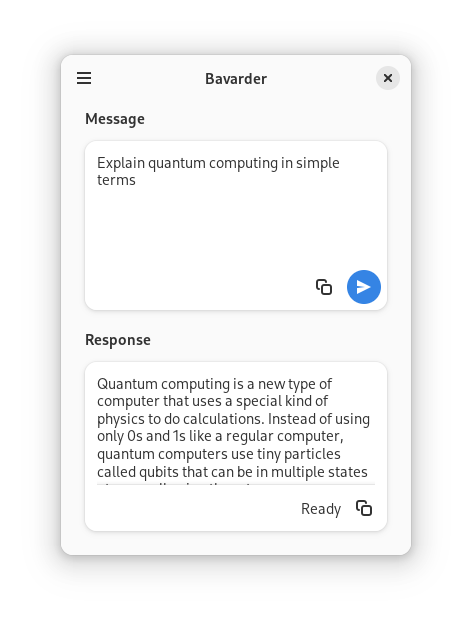 Bavarder
Message
Explain quantum computing in simple
terms
Response
Quantum computing is a new type of
computer that uses a special kind of
physics to do calculations. Instead of using
only 0s and 1s like a regular computer,
quantum computers use tiny particles
called qubits that can be in multiple states
Ready